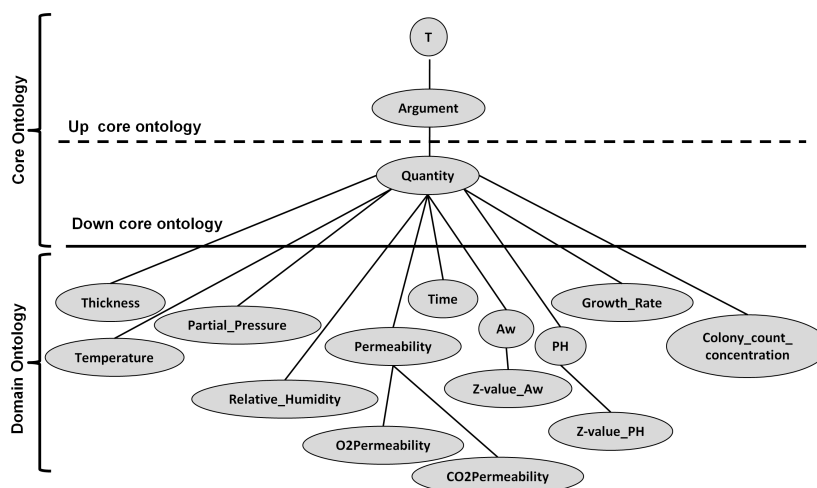 T
Argument
Up core ontology
Core Ontology
Quantity
Down core ontology
Thickness
Time
Growth_Rate
Partial_Pressure
Aw
Colony_count_
concentration
Temperature
Permeability
PH
Domain Ontology
Relative_Humidity
Z-value_Aw
O2Permeability
Z-value_PH
CO2Permeability